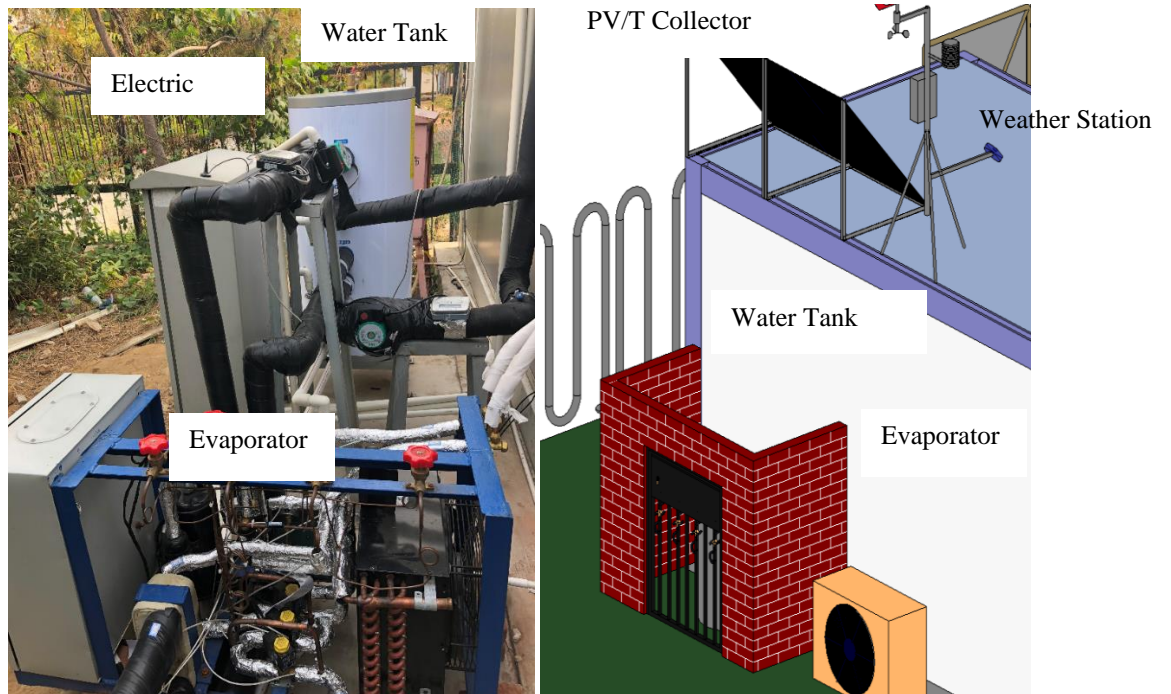 Water Tank
Electric
Evaporator
PV/T Collector
Weather Station
Water Tank
Evaporator